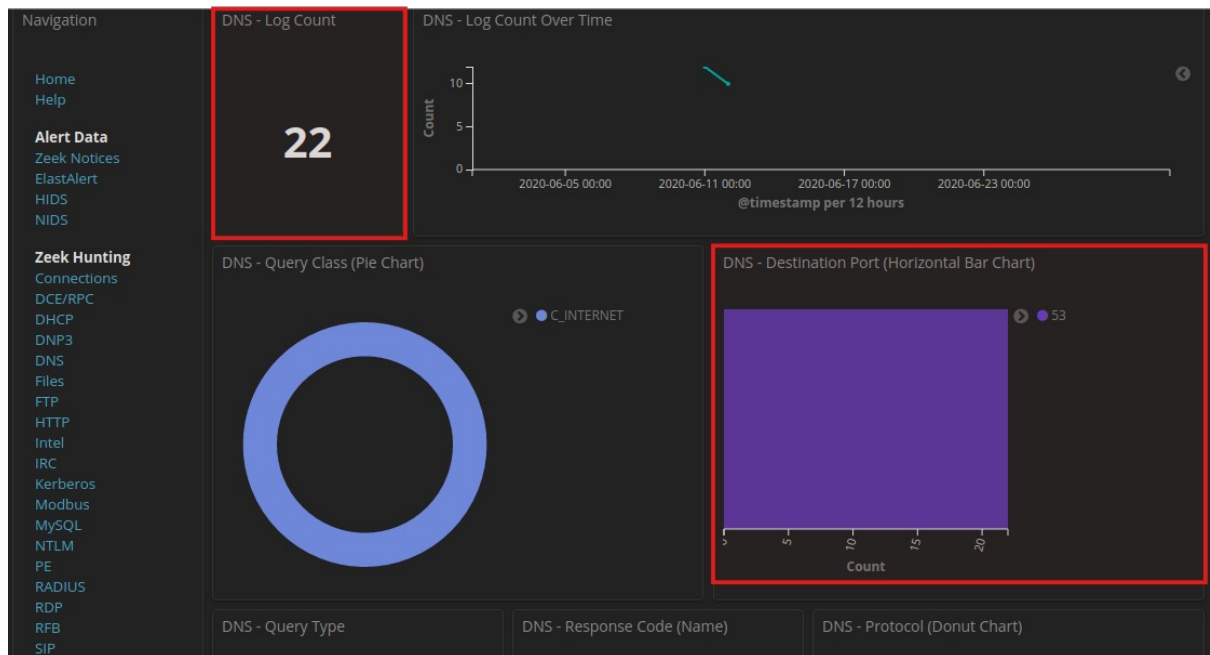 Navigation
Home
Help
Alert Data
Zeek Notices
ElastAlert
HIDS
NIDS
Zeek Hunting
Connections
DCE/RPC
DHCP
DNP3
DNS
Files
FTP
HTTP
Intel
IRC
Kerberos
Modbus
MySQL
NTLM
PE
RADIUS
RDP
RFB
SIP
DNS - Log Count
22
DNS - Log Count Over Time
Count
10
5
0
2020-06-05 00:00 2020-06-11 00:00 2020-06-17 00:00 2020-06-23 00:00
@timestamp per 12 hours
DNS - Query Class (Pie Chart)
C_INTERNET
DNS - Destination Port (Horizontal Bar Chart)
53
5 10 15 20
Count
DNS - Query Type
DNS - Response Code (Name)
DNS - Protocol (Donut Chart)